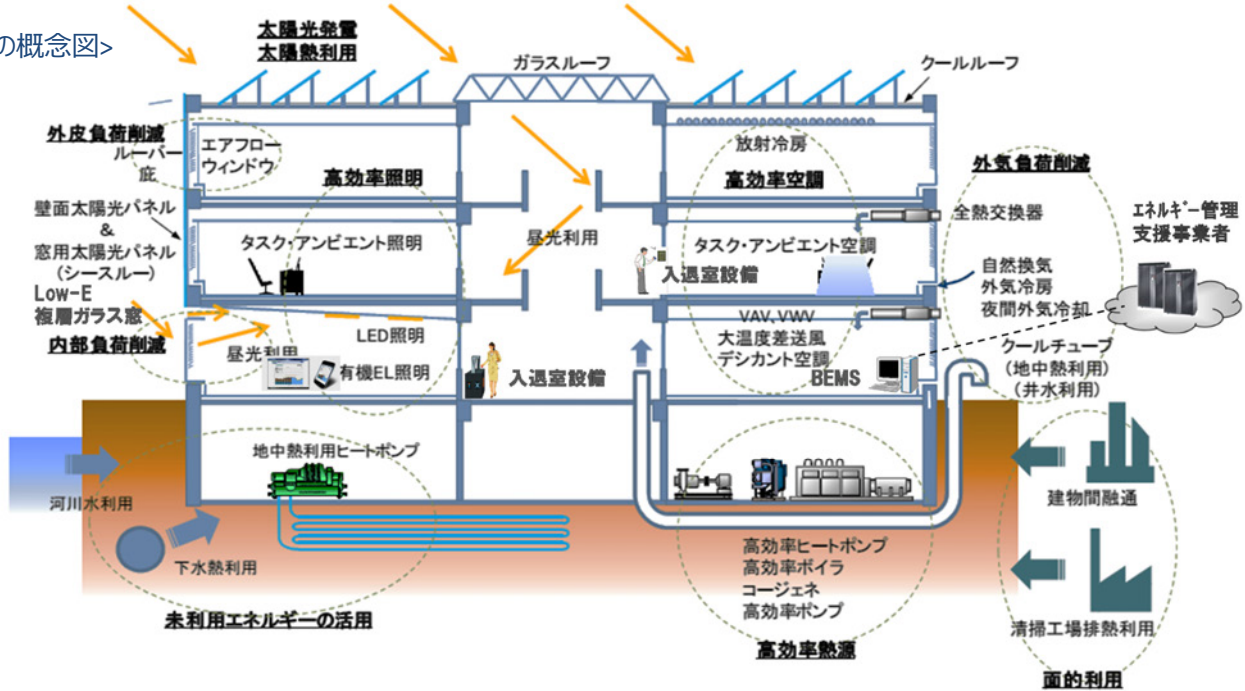 の概念図>
太陽光発電
太陽熱利用
ガラスルーフ
クールルーフ
外皮負荷削減
ルーバー
庇
エアフロー
ウィンドウ
高効率照明
放射冷房
高効率空調
外気負荷削減
壁面太陽光パネル
&
窓用太陽光パネル
(シースルー)
タスク・アンビエント照明
昼光利用
入退室設備
タスク・アンビエント空調
全熱交換器
エネルギー管理
支援事業者
自然換気
外気冷房
夜間外気冷却
Low-E
複層ガラス窓
内部負荷削減
昼光利用
LED照明
有機EL照明
入退室設備
VAV、VWV
大温度差送風
デシカント空調
BEMS
クールチューブ
(地中熱利用)
(井水利用)
地中熱利用ヒートポンプ
河川水利用
下水熱利用
未利用エネルギーの活用
高効率ヒートポンプ
高効率ボイラ
コージェネ
高効率ポンプ
高効率熱源
建物間融通
清掃工場排熱利用
面的利用